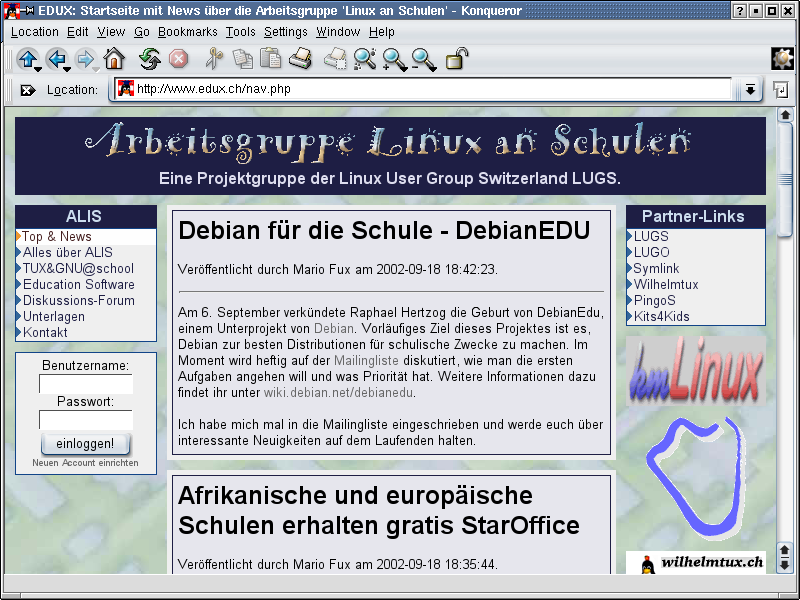 EDUX: Startseite mit News über die Arbeitsgruppe 'Linux an Schulen' - Konqueror
Location Edit View Go Bookmarks Tools Settings Window Help
Location: http://www.edux.ch/nav.php
Arbeitsgruppe Linux an Schulen
Eine Projektgruppe der Linux User Group Switzerland LUGS.
ALIS
Top & News
Alles über ALIS
TUX&GNU@school
Education Software
Diskussions-Forum
Unterlagen
Kontakt
Benutzername:
Passwort:
einloggen!
Neuen Account einrichten
Debian für die Schule - DebianEDU
Veröffentlicht durch Mario Fux am 2002-09-18 18:42:23.
Am 6. September verkündete Raphael Hertzog die Geburt von DebianEdu,
einem Unterprojekt von Debian. Vorläufiges Ziel dieses Projektes ist es,
Debian zur besten Distributionen für schulische Zwecke zu machen. Im
Moment wird heftig auf der Mailingliste diskutiert, wie man die ersten
Aufgaben angehen will und was Priorität hat. Weitere Informationen dazu
findet ihr unter wiki.debian.net/debianedu.
Ich habe mich mal in die Mailingliste eingeschrieben und werde euch über
interessante Neuigkeiten auf dem Laufenden halten.
Afrikanische und europäische
Schulen erhalten gratis StarOffice
Veröffentlicht durch Mario Fux am 2002-09-18 18:35:44.
Partner-Links
LUGS
LUGO
Symlink
Wilhelmtux
PingoS
Kits4Kids
kmLinux
wilhelmtux.ch